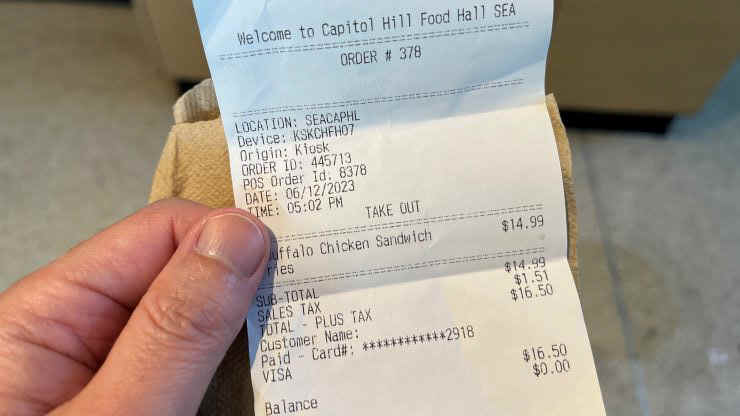 Welcome to Capitol Hill Food Hall SEA
ORDER # 378
LOCATION: SEACAPHL
Device: KSKCHFH07
Origin: Kiosk
ORDER ID: 445713
POS Order Id: 8378
DATE: 06/12/2023
TIME: 05:02 PM
TAKE OUT
uffalo Chicken Sandwich $14.99
ries
SUB-TOTAL $14.99
SALES TAX $1.51
TOTAL - PLUS TAX $16.50
Customer Name:
Paid - Card#: ************2918
VISA $16.50
Balance $0.00